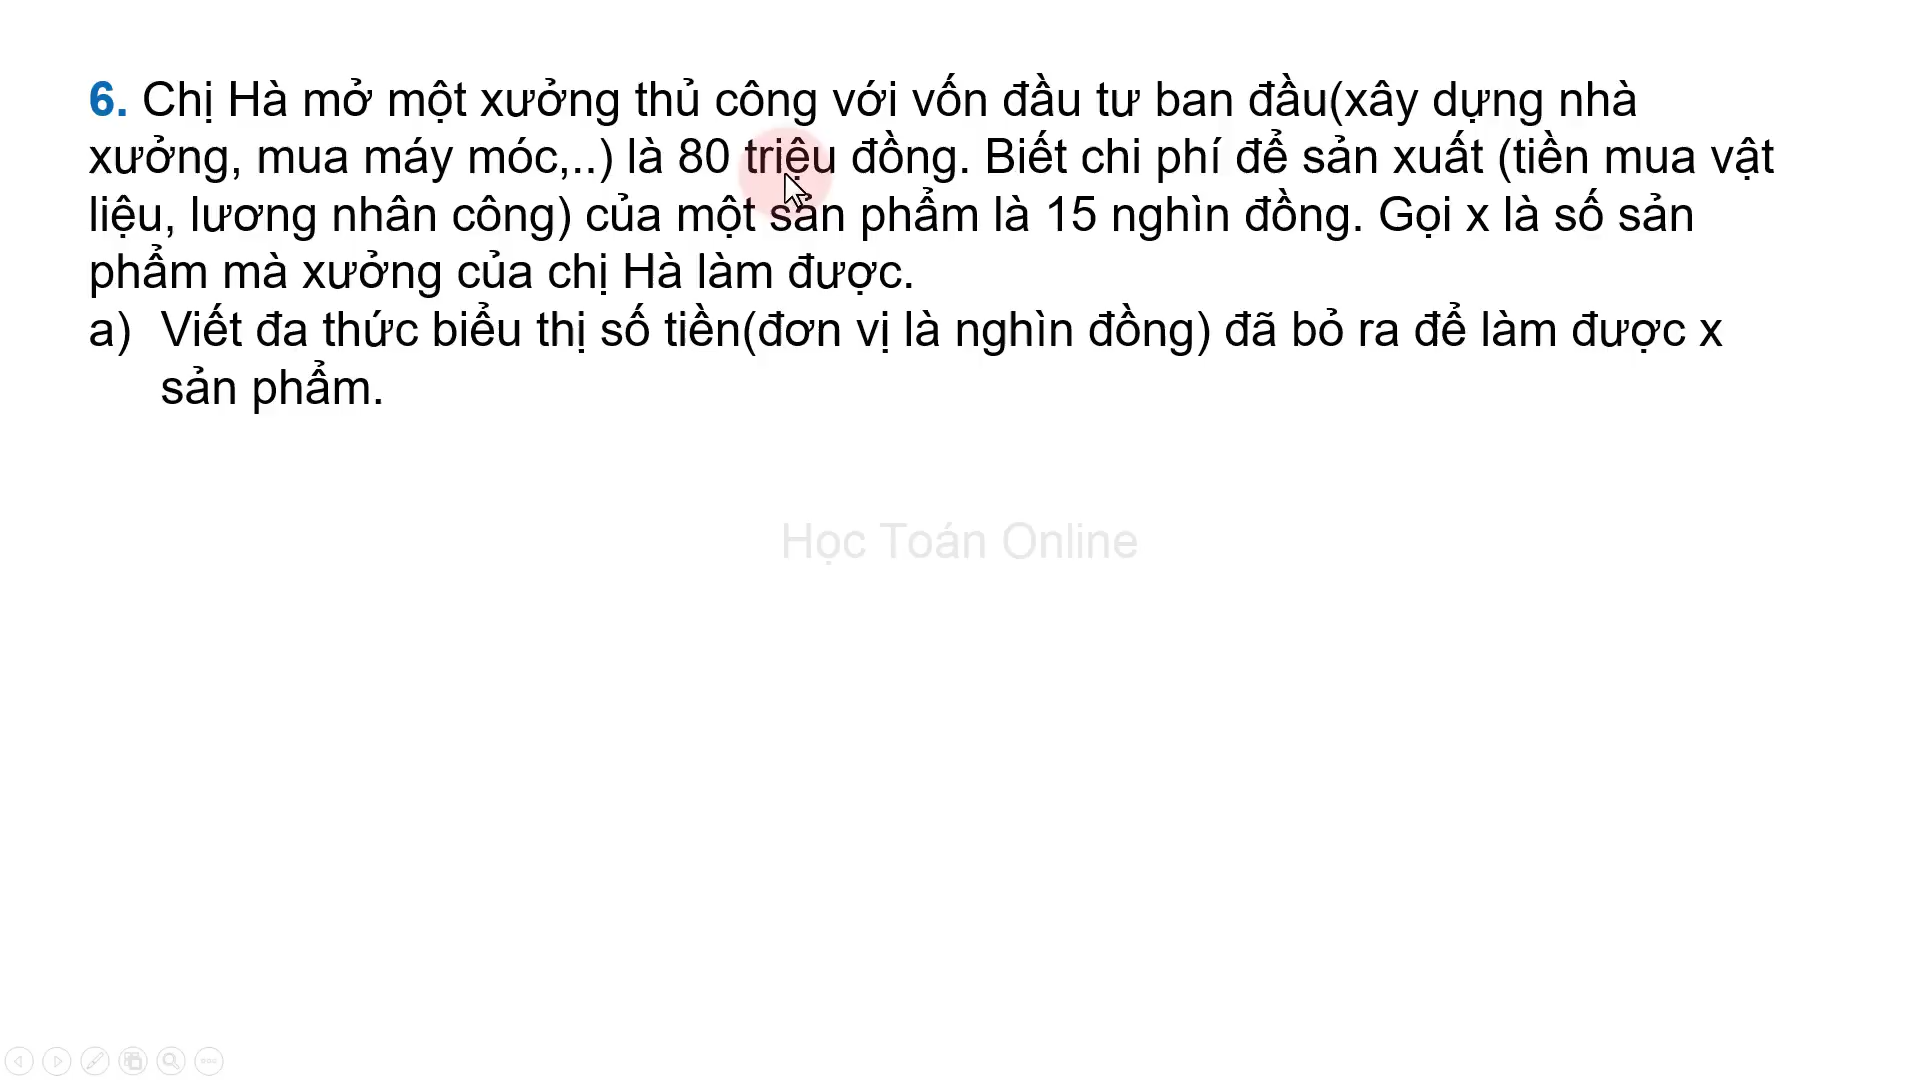 6. Chị Hà mở một xưởng thủ công với vốn đầu tư ban đầu(xây dựng nhà
xưởng, mua máy móc,..) là 80 triệu đồng. Biết chi phí để sản xuất (tiền mua vật
liệu, lương nhân công) của một sản phẩm là 15 nghìn đồng. Gọi x là số sản
phẩm mà xưởng của chị Hà làm được.
a) Viết đa thức biểu thị số tiền(đơn vị là nghìn đồng) đã bỏ ra để làm được x
sản phẩm.
Học Toán Online